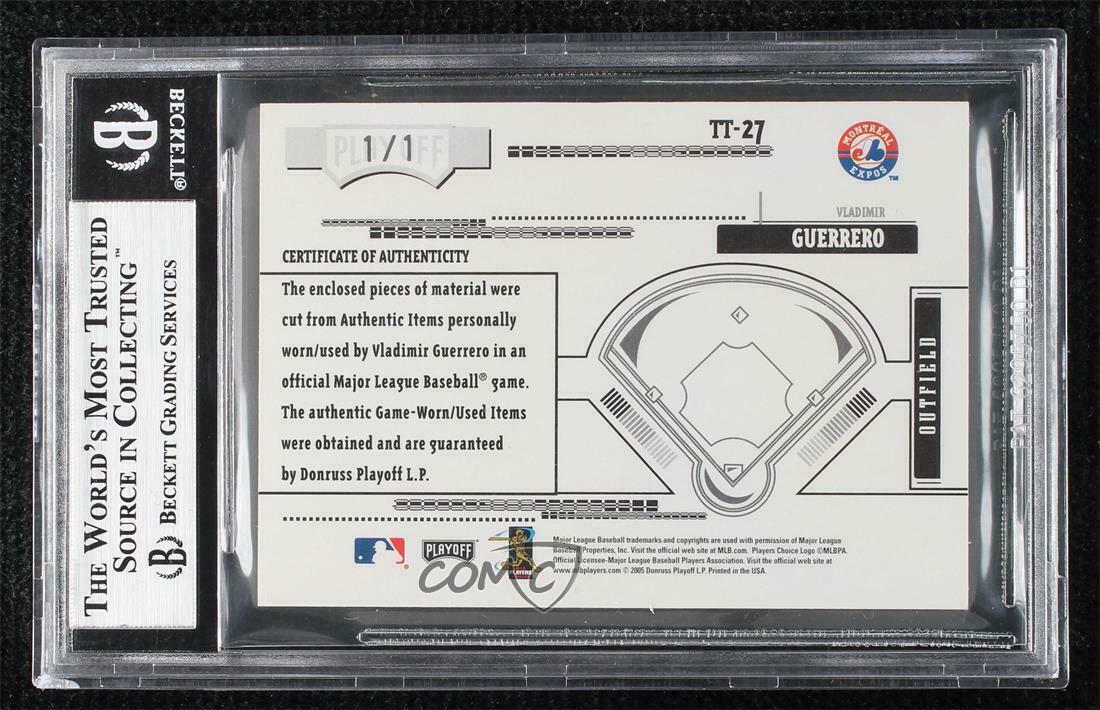 BECKETT®
B
THE WORLD'S MOST TRUSTED
SOURCE IN COLLECTING™
B BECKETT GRADING SERVICES
PLAYOFF
1/1
TT-27
MONTREAL
EXPOS
TM
VLADIMIR
GUERRERO
CERTIFICATE OF AUTHENTICITY
The enclosed pieces of material were
cut from Authentic Items personally
worn/used by Vladimir Guerrero in an
official Major League Baseball® game.
The authentic Game-Worn/Used Items
were obtained and are guaranteed
by Donruss Playoff L.P.
OUTFIELD
PLAYOFF
PLAYERS
Major League Baseball trademarks and copyrights are used with permission of Major League
Baseball Properties, Inc. Visit the official web site at MLB.com. Players Choice Logo ©MLBPA.
Official Licensee-Major League Baseball Players Association. Visit the official web site at
www.mlbplayers.com © 2005 Donruss Playoff L.P. Printed in the USA.
COMC